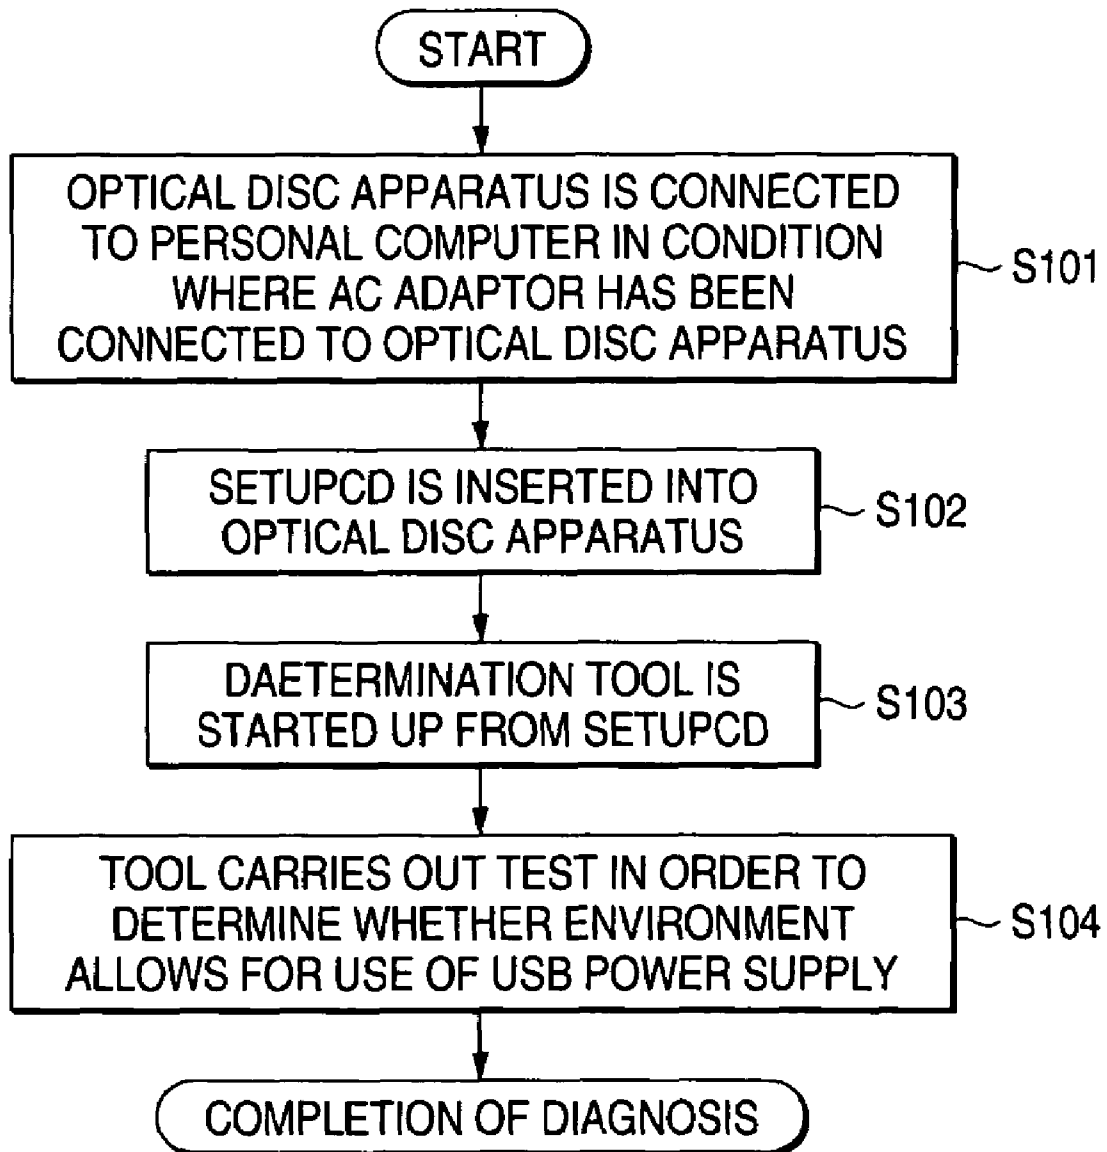 START
OPTICAL DISC APPARATUS IS CONNECTED
TO PERSONAL COMPUTER IN CONDITION
WHERE AC ADAPTOR HAS BEEN
CONNECTED TO OPTICAL DISC APPARATUS
S101
SETUPCD IS INSERTED INTO
OPTICAL DISC APPARATUS
S102
DAETERMINATION TOOL IS
STARTED UP FROM SETUPCD
S103
TOOL CARRIES OUT TEST IN ORDER TO
DETERMINE WHETHER ENVIRONMENT
ALLOWS FOR USE OF USB POWER SUPPLY
S104
COMPLETION OF DIAGNOSIS